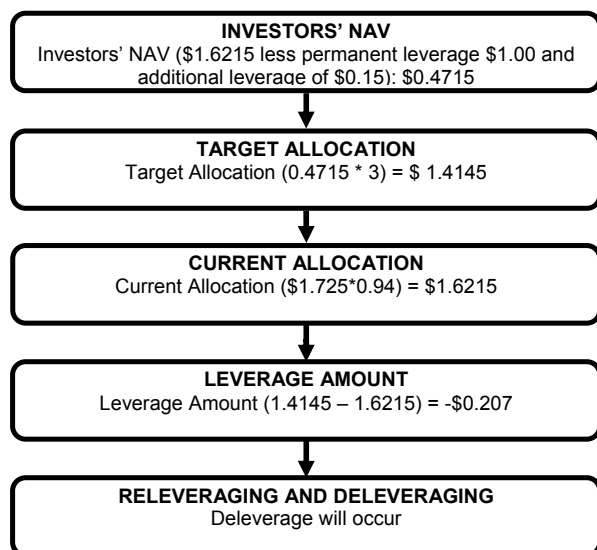 INVESTORS’ NAV
Investors’ NAV ($1.6215 less permanent leverage $1.00 and
additional leverage of $0.15): $0.4715
TARGET ALLOCATION
Target Allocation (0.4715 * 3) = $ 1.4145
CURRENT ALLOCATION
Current Allocation ($1.725*0.94) = $1.6215
LEVERAGE AMOUNT
Leverage Amount (1.4145 – 1.6215) = -$0.207
RELEVERAGING AND DELEVERAGING
Deleverage will occur